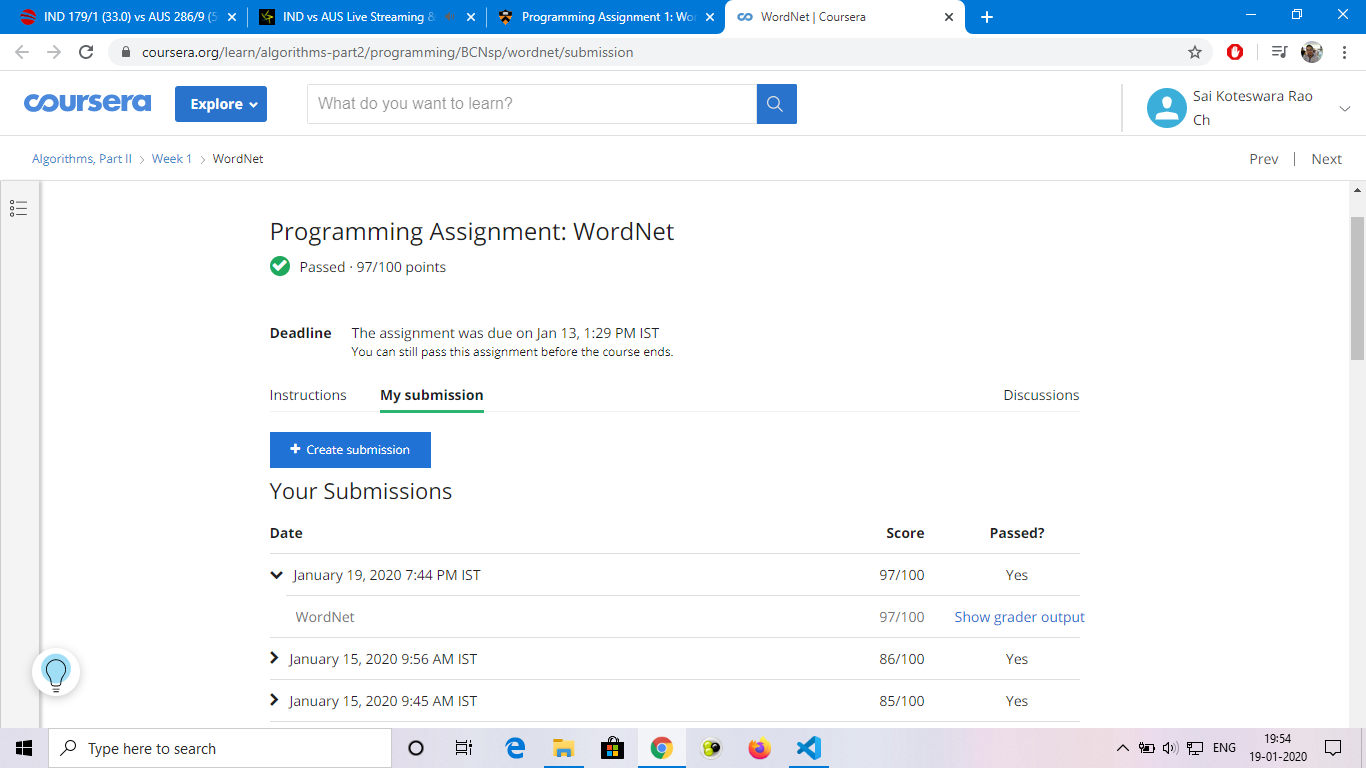 IND 179/1 (33.0) vs AUS 286/9 (5
IND vs AUS Live Streaming &
Programming Assignment 1: Wo
WordNet | Coursera
coursera.org/learn/algorithms-part2/programming/BCNsp/wordnet/submission
coursera
Explore
What do you want to learn?
Sai Koteswara Rao
Ch
Algorithms, Part II > Week 1 > WordNet
Prev | Next
Programming Assignment: WordNet
Passed · 97/100 points
Deadline The assignment was due on Jan 13, 1:29 PM IST
You can still pass this assignment before the course ends.
Instructions My submission Discussions
+ Create submission
Your Submissions
Date Score Passed?
January 19, 2020 7:44 PM IST 97/100 Yes
WordNet 97/100 Show grader output
January 15, 2020 9:56 AM IST 86/100 Yes
January 15, 2020 9:45 AM IST 85/100 Yes
Type here to search
ENG
19:54
19-01-2020